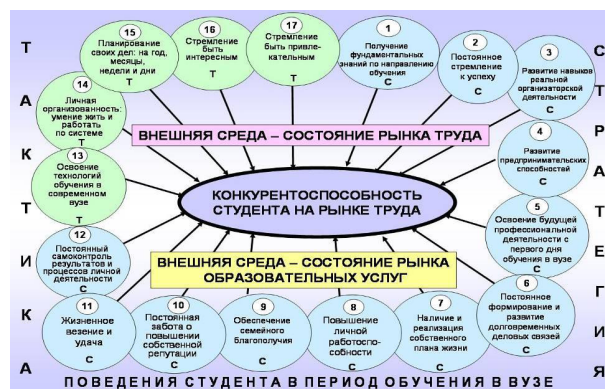 Т А К Т И К А
С Т Р А Т Е Г И Я
ПОВЕДЕНИЯ СТУДЕНТА В ПЕРИОД ОБУЧЕНИЯ В ВУЗЕ
1
Получение
фундаментальных
знаний по направлению
обучения
С
2
Постоянное
стремление
к успеху
С
3
Развитие навыков
реальной
организаторской
деятельности
С
4
Развитие
предпринимательских
способностей
С
5
Освоение будущей
профессиональной
деятельности с
первого дня
обучения в вузе
С
6
Постоянное
формирование и
развитие
долговременных
деловых связей
С
7
Наличие и
реализация
собственного
плана жизни
С
8
Повышение
личной
работоспо-
собности
С
9
Обеспечение
семейного
благополучия
С
10
Постоянная
забота о
повышении
собственной
репутации
С
11
Жизненное
везение и
удача
С
12
Постоянный
самоконтроль
результатов и
процессов личной
деятельности
С
13
Освоение
технологий
обучения в
современном
вузе
Т
14
Личная
организованность:
умение жить и
работать
по системе
Т
15
Планирование
своих дел: на год,
месяцы,
недели и дни
Т
16
Стремление
быть
интересным
Т
17
Стремление
быть привле-
кательным
Т
ВНЕШНЯЯ СРЕДА – СОСТОЯНИЕ РЫНКА ТРУДА
КОНКУРЕНТОСПОСОБНОСТЬ
СТУДЕНТА НА РЫНКЕ ТРУДА
ВНЕШНЯЯ СРЕДА – СОСТОЯНИЕ РЫНКА
ОБРАЗОВАТЕЛЬНЫХ УСЛУГ